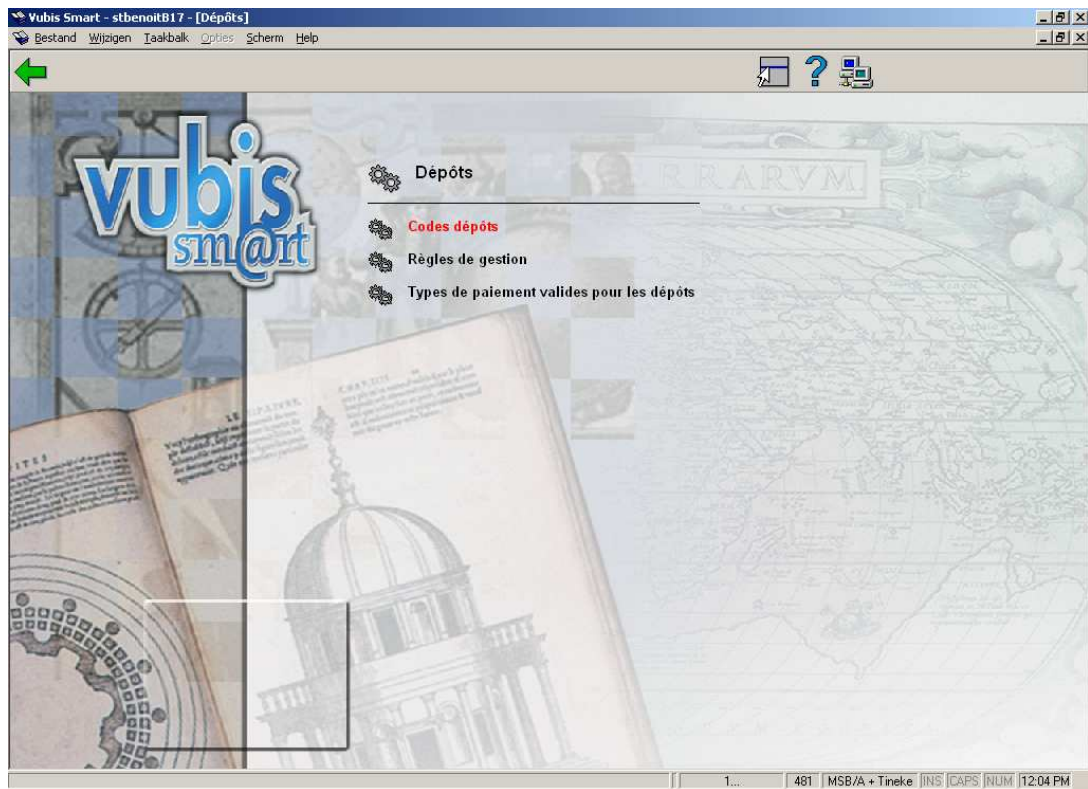 Vubis Smart - stbenoitB17 - [Dépôts]
Bestand Wijzigen Taakbalk Opties Scherm Help
vubis
sm@rt
RRARVM
Dépôts
Codes dépôts
Règles de gestion
Types de paiement valides pour les dépôts
1... 481 MSB/A + Tineke INS CAPS NUM 12:04 PM